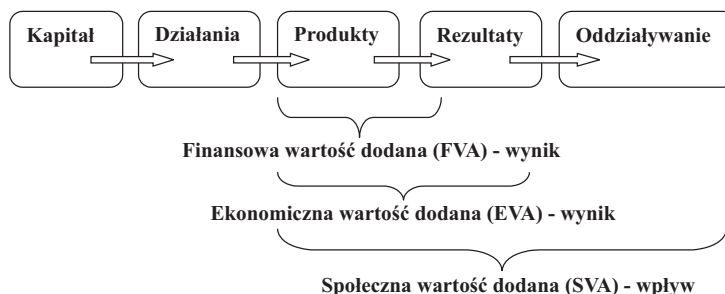 Kapitał Działania Produkty Rezultaty Oddziaływanie
Finansowa wartość dodana (FVA) - wynik
Ekonomiczna wartość dodana (EVA) - wynik
Społeczna wartość dodana (SVA) - wpływ